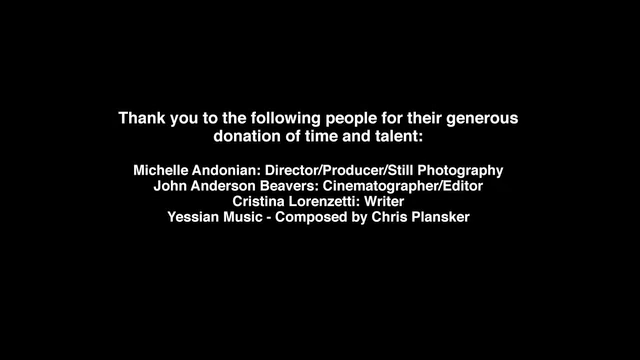 Thank you to the following people for their generous
donation of time and talent:
Michelle Andonian: Director/Producer/Still Photography
John Anderson Beavers: Cinematographer/Editor
Cristina Lorenzetti: Writer
Yessian Music - Composed by Chris Plansker